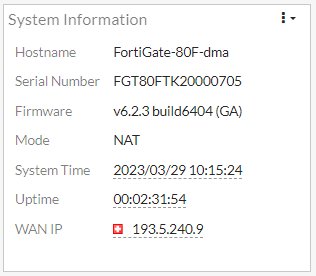 System Information
Hostname FortiGate-80F-dma
Serial Number FGT80FTK20000705
Firmware v6.2.3 build6404 (GA)
Mode NAT
System Time 2023/03/29 10:15:24
Uptime 00:02:31:54
WAN IP 193.5.240.9